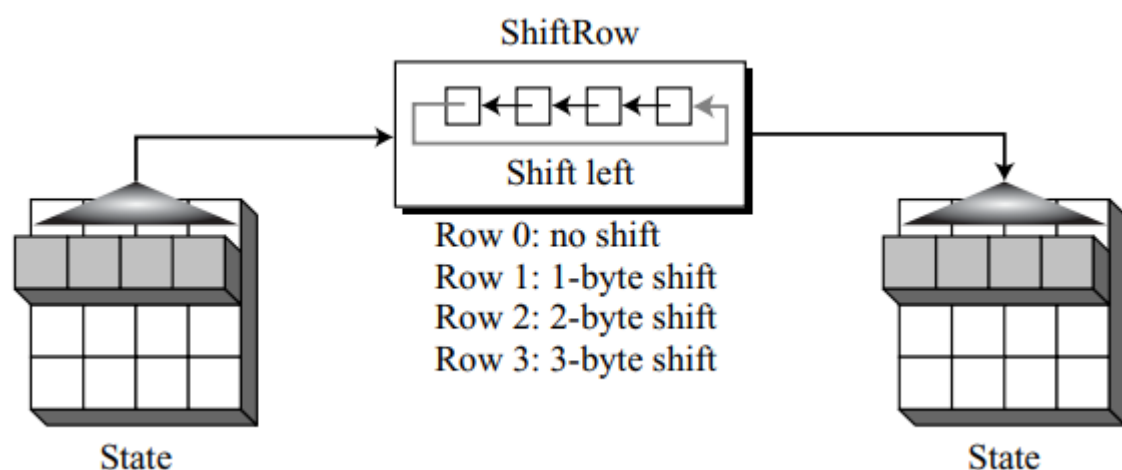 ShiftRow
Shift left
Row 0: no shift
Row 1: 1-byte shift
Row 2: 2-byte shift
Row 3: 3-byte shift
State
State